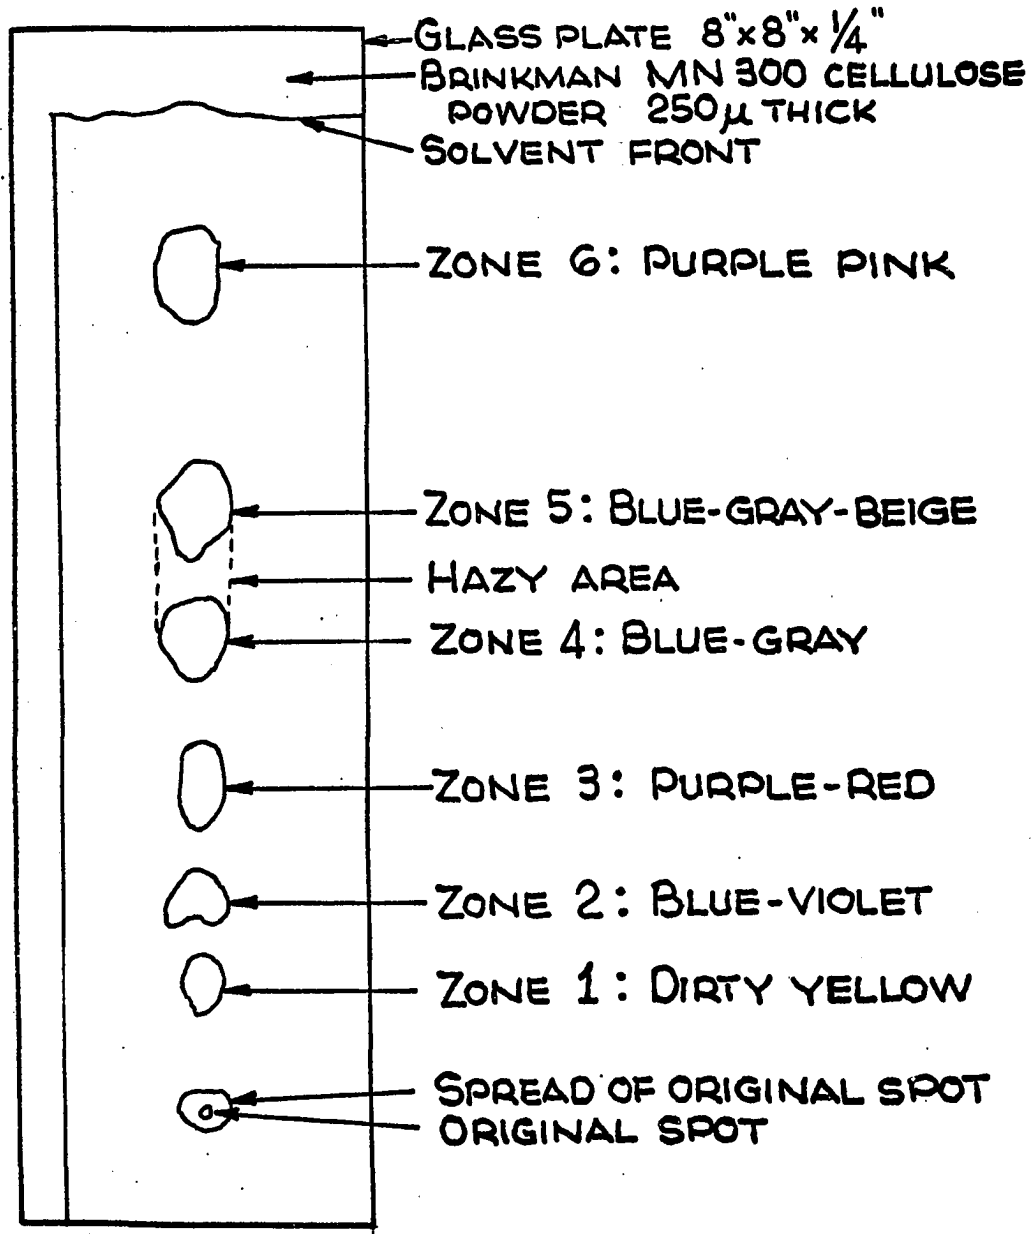 GLASS PLATE 8"x8"x1/4"
BRINKMAN MN 300 CELLULOSE
POWDER 250μ THICK
SOLVENT FRONT
ZONE 6: PURPLE PINK
ZONE 5: BLUE-GRAY-BEIGE
HAZY AREA
ZONE 4: BLUE-GRAY
ZONE 3: PURPLE-RED
ZONE 2: BLUE-VIOLET
ZONE 1: DIRTY YELLOW
SPREAD OF ORIGINAL SPOT
ORIGINAL SPOT